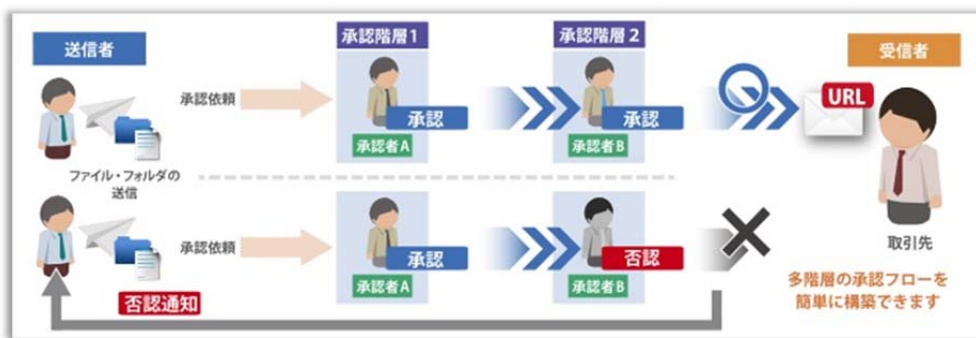 送信者
承認階層1
承認階層2
受信者
承認依頼
承認
承認
URL
承認者A
承認者B
ファイル・フォルダの
送信
承認依頼
承認
否認
取引先
承認者A
承認者B
否認通知
多階層の承認フローを
簡単に構築できます